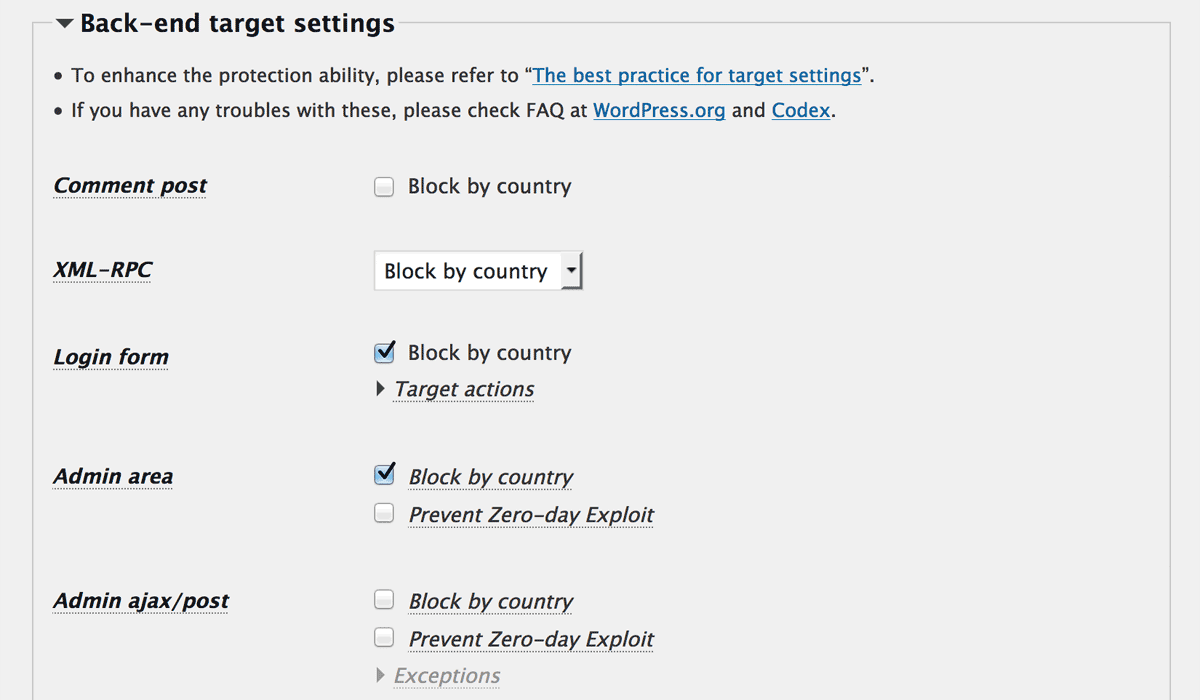 Back-end target settings
• To enhance the protection ability, please refer to “The best practice for target settings”.
• If you have any troubles with these, please check FAQ at WordPress.org and Codex.
Comment post Block by country
XML-RPC Block by country
Login form Block by country
Target actions
Admin area Block by country
Prevent Zero-day Exploit
Admin ajax/post Block by country
Prevent Zero-day Exploit
Exceptions